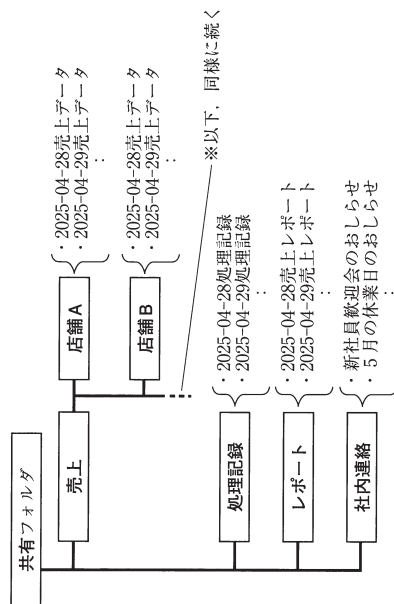 共有フォルダ
売上
店舗A
・2025-04-28売上データ
・2025-04-29売上データ
：
店舗B
・2025-04-28売上データ
・2025-04-29売上データ
：
※以下，同様に続く
処理記録
・2025-04-28処理記録
・2025-04-29処理記録
：
レポート
・2025-04-28売上レポート
・2025-04-29売上レポート
：
社内連絡
・新社員歓迎会のおしらせ
・5月の休業日のおしらせ
：